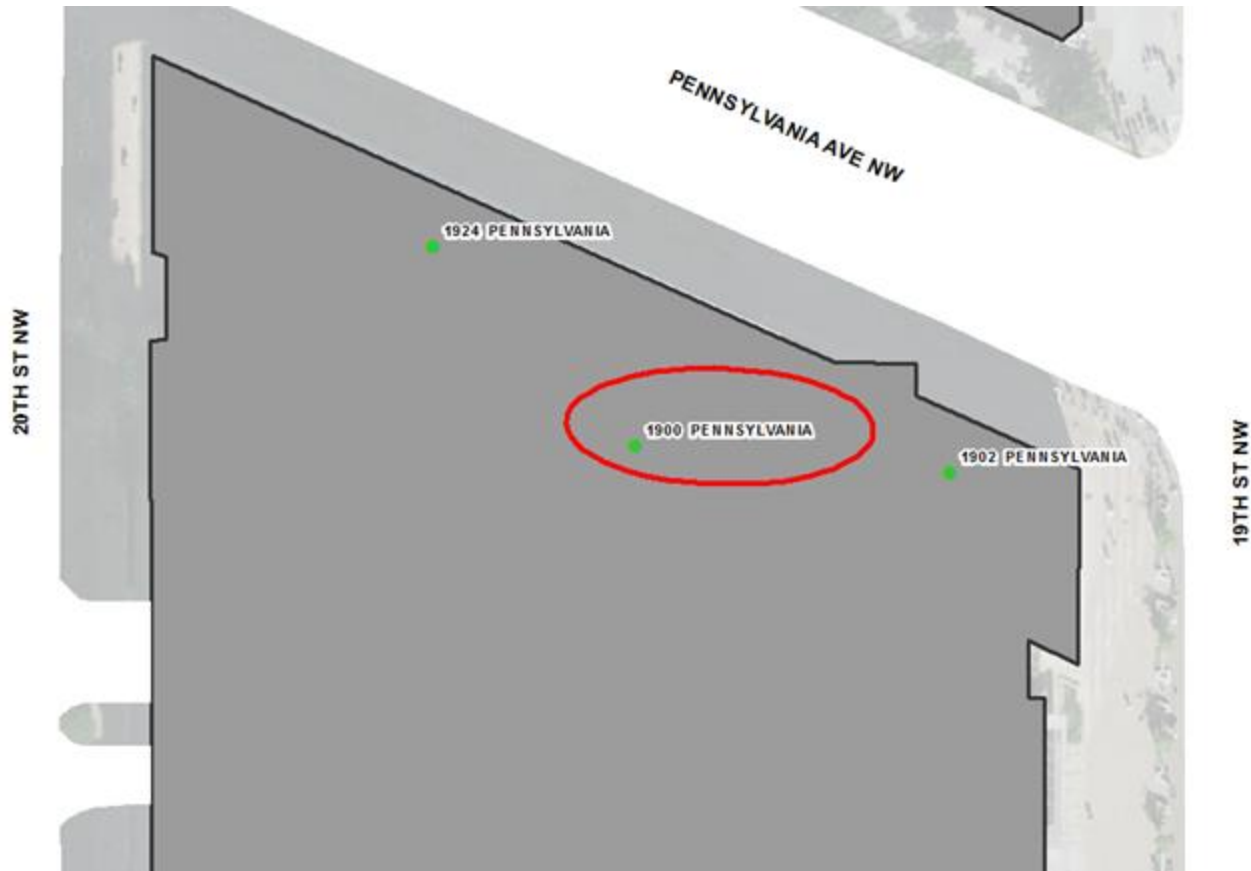 PENNSYLVANIA AVE NW
1924 PENNSYLVANIA
20TH ST NW
1900 PENNSYLVANIA
1902 PENNSYLVANIA
19TH ST NW